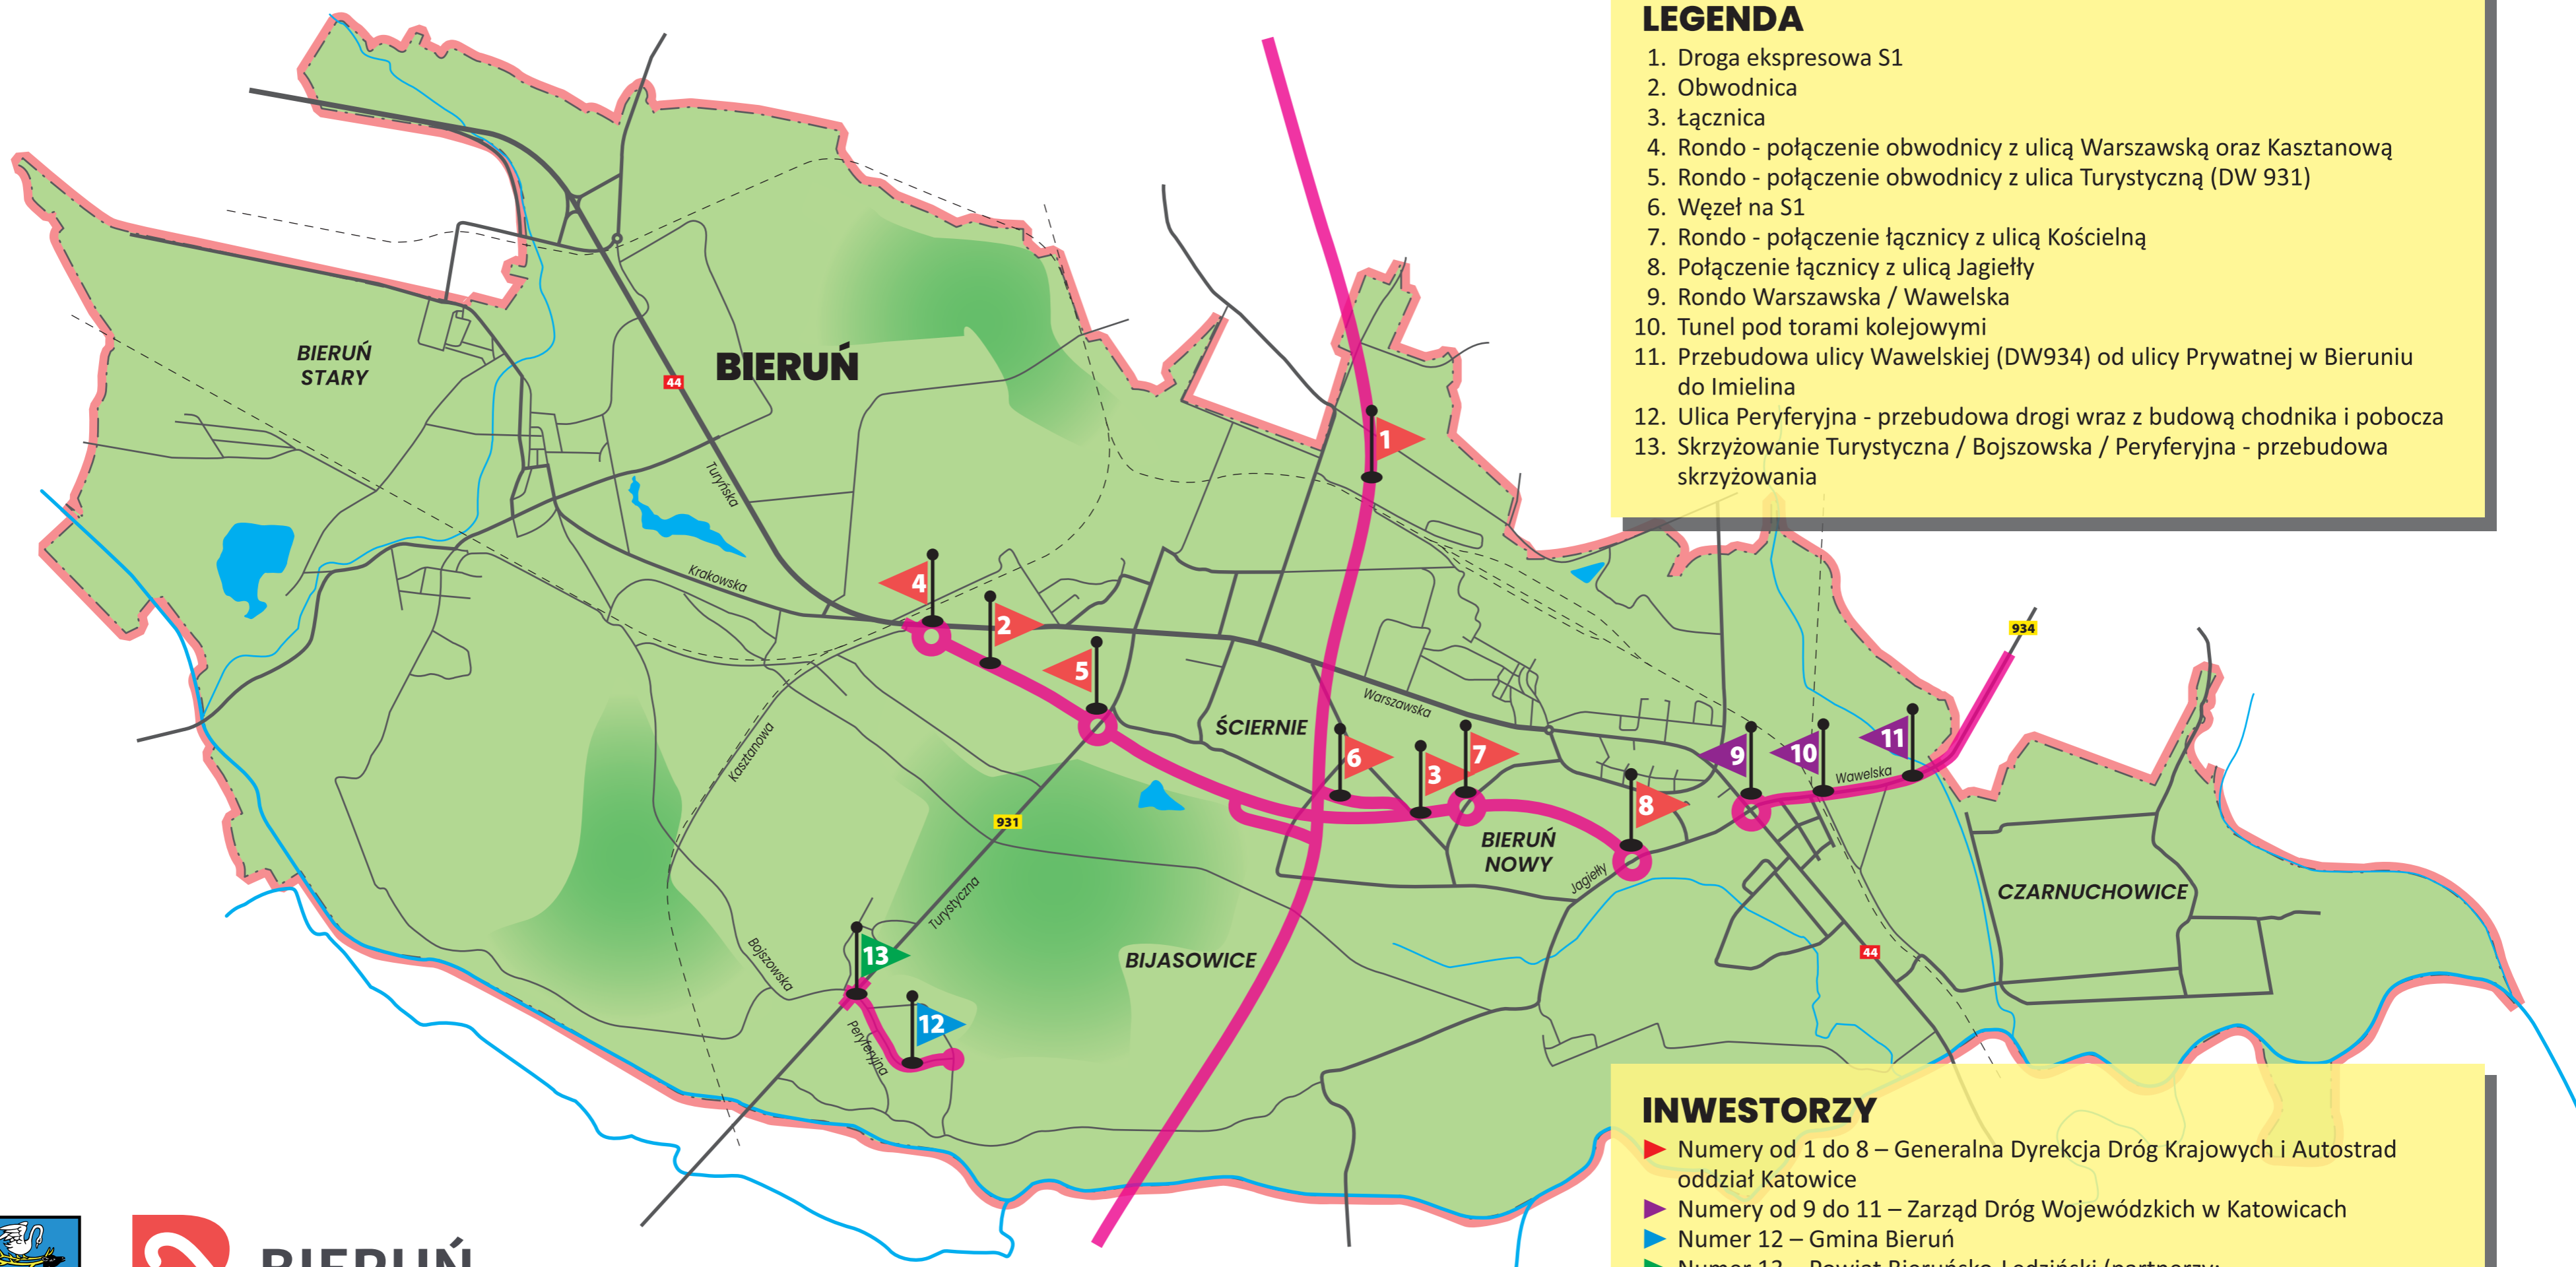 LEGENDA
1. Droga ekspresowa S1
2. Obwodnica
3. Łącznica
4. Rondo - połączenie obwodnicy z ulicą Warszawską oraz Kasztanową
5. Rondo - połączenie obwodnicy z ulica Turystyczną (DW 931)
6. Węzeł na S1
7. Rondo - połączenie łącznicy z ulicą Kościelną
8. Połączenie łącznicy z ulicą Jagiełły
9. Rondo Warszawska / Wawelska
10. Tunel pod torami kolejowymi
11. Przebudowa ulicy Wawelskiej (DW934) od ulicy Prywatnej w Bieruniu
do Imielina
12. Ulica Peryferyjna - przebudowa drogi wraz z budową chodnika i pobocza
13. Skrzyżowanie Turystyczna / Bojszowska / Peryferyjna - przebudowa
skrzyżowania
BIERUŃ
STARY
BIERUŃ
44
1
Turyńska
Krakowska
4
2
5
934
Warszawska
ŚCIERNIE
6
3
7
8
9
10
11
Wawelska
Kasztanowa
931
BIERUŃ
NOWY
Jagiełły
CZARNUCHOWICE
Turystyczna
Bojszowska
13
BIJASOWICE
44
12
Peryferyjna
INWESTORZY
Numery od 1 do 8 – Generalna Dyrekcja Dróg Krajowych i Autostrad
oddział Katowice
Numery od 9 do 11 – Zarząd Dróg Wojewódzkich w Katowicach
Numer 12 – Gmina Bieruń
Numer 13 – Powiat Bieruńsko-Lędziński (partnerzy:
BIERUŃ